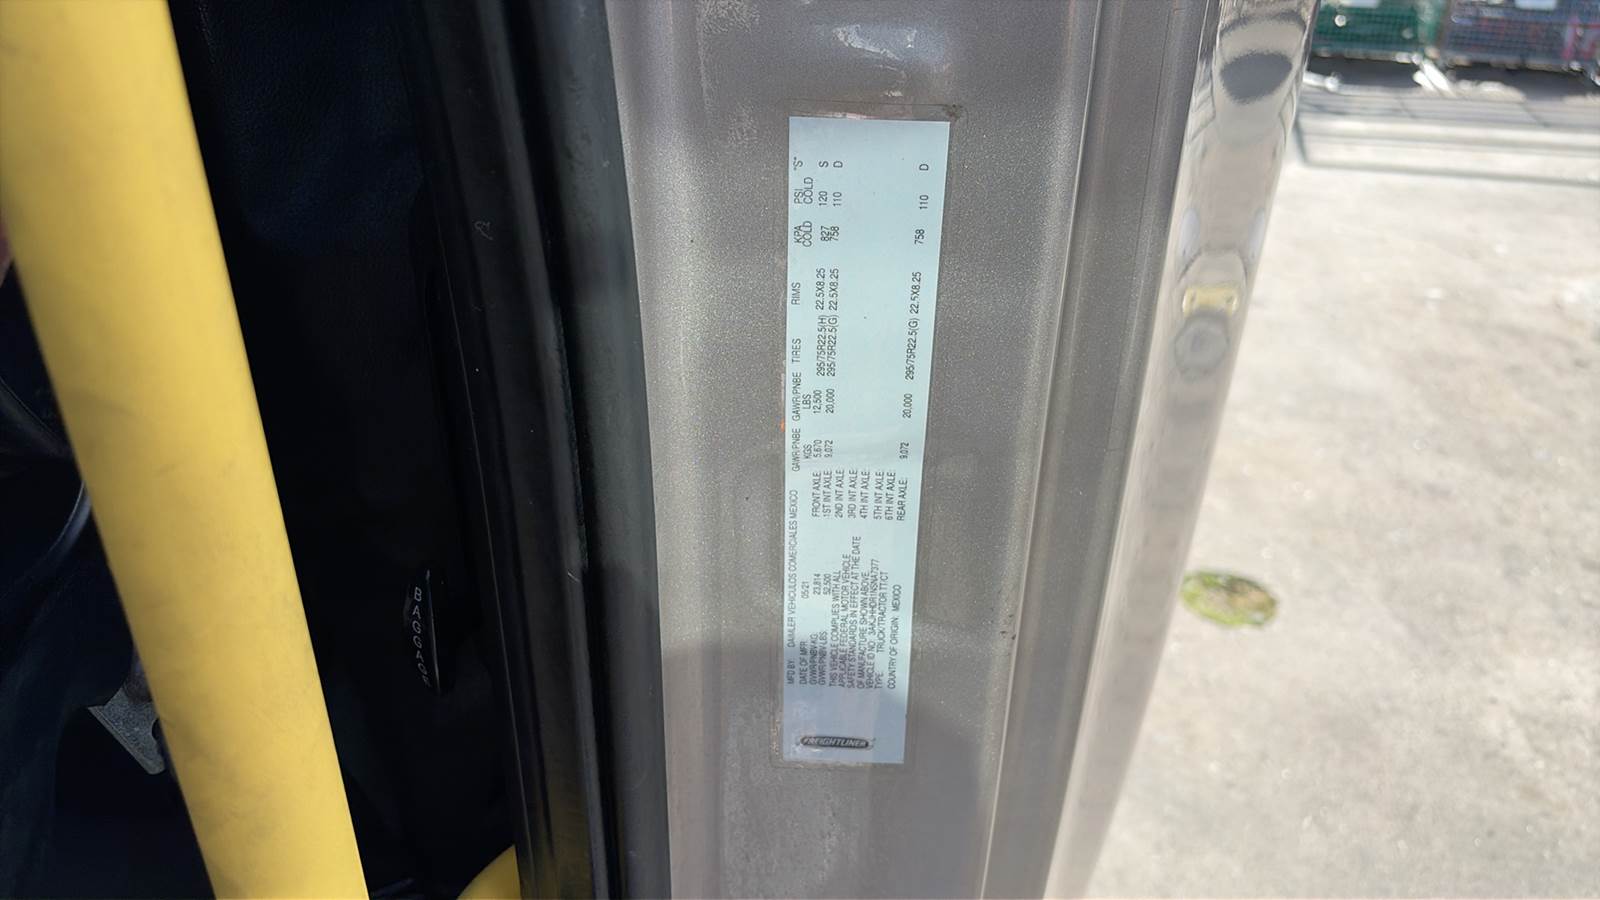 FREIGHTLINER
MFD BY: DAIMLER VEHICULOS COMERCIALES MEXICO
DATE OF MFR: 05/21
GVWR/PNBV KG: 23,814
GVWR/PNBV LBS: 52,500
THIS VEHICLE COMPLIES WITH ALL
APPLICABLE FEDERAL MOTOR VEHICLE
SAFETY STANDARDS IN EFFECT AT THE DATE
OF MANUFACTURE SHOWN ABOVE.
VEHICLE ID NO.: 3AKJHHDR1NSNA7377
TYPE: TRUCK/TRACTOR TT/CT
COUNTRY OF ORIGIN: MEXICO
GAWR/PNBE GAWR/PNBE TIRES RIMS KPA PSI "S"
KGS LBS COLD COLD
FRONT AXLE: 5,670 12,500 295/75R22.5(H) 22.5X8.25 827 120 S
1ST INT AXLE: 9,072 20,000 295/75R22.5(G) 22.5X8.25 758 110 D
2ND INT AXLE:
3RD INT AXLE:
4TH INT AXLE:
5TH INT AXLE:
6TH INT AXLE:
REAR AXLE: 9,072 20,000 295/75R22.5(G) 22.5X8.25 758 110 D